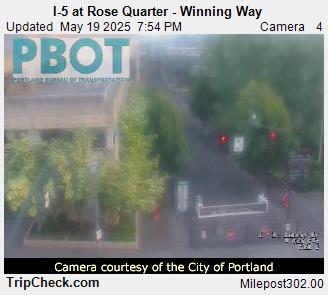 I-5 at Rose Quarter - Winning Way
Updated May 19 2025 7:54 PM Camera 4
PBOT
PORTLAND BUREAU OF TRANSPORTATION
Camera courtesy of the City of Portland
TripCheck.com Milepost302.00